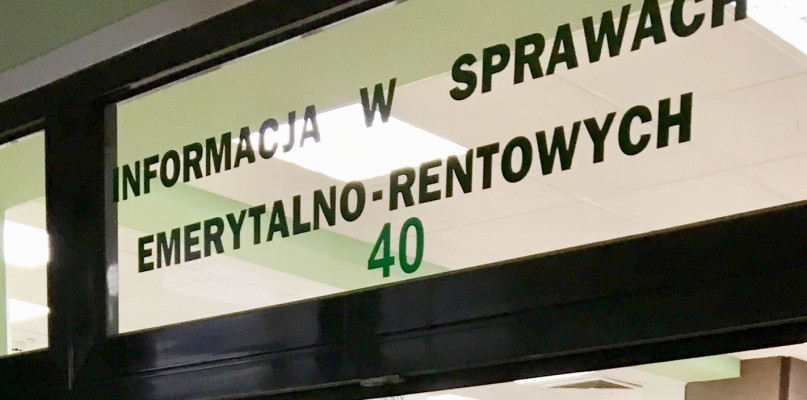 INFORMACJA W SPRAWACH
EMERYTALNO-RENTOWYCH
40